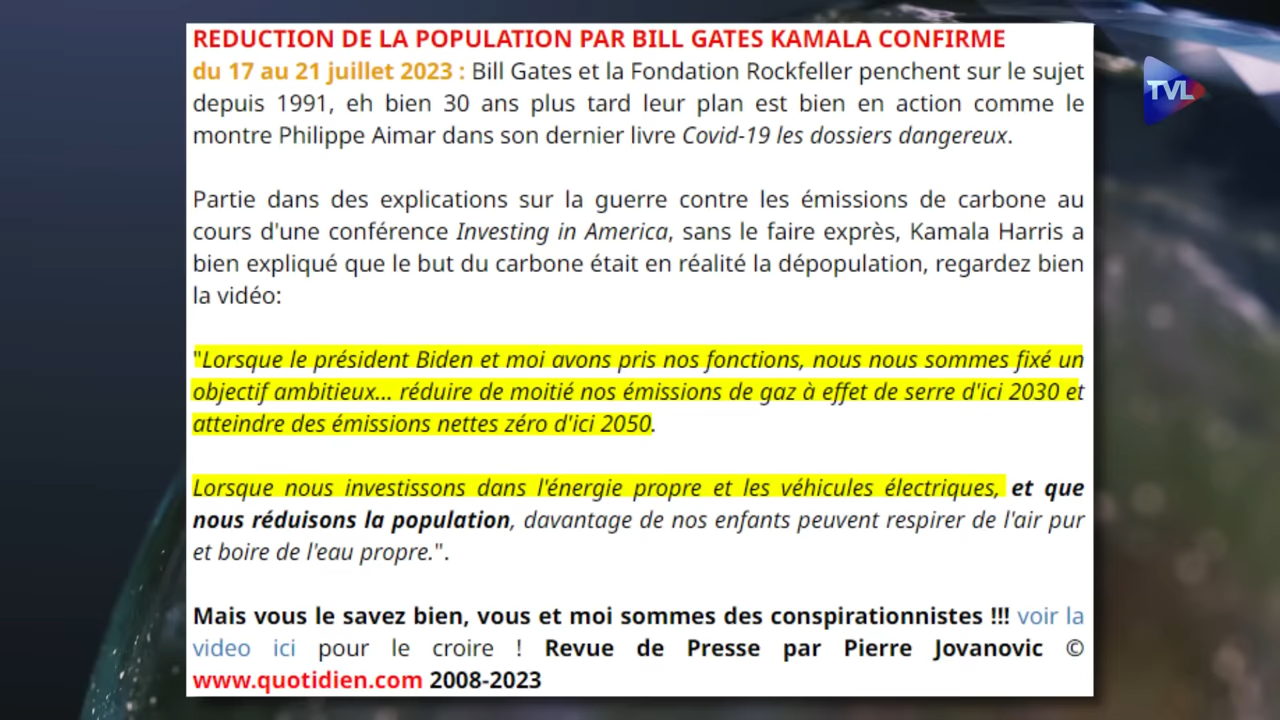 REDUCTION DE LA POPULATION PAR BILL GATES KAMALA CONFIRME
du 17 au 21 juillet 2023 : Bill Gates et la Fondation Rockfeller penchent sur le sujet
depuis 1991, eh bien 30 ans plus tard leur plan est bien en action comme le
montre Philippe Aimar dans son dernier livre Covid-19 les dossiers dangereux.
Partie dans des explications sur la guerre contre les émissions de carbone au
cours d'une conférence Investing in America, sans le faire exprès, Kamala Harris a
bien expliqué que le but du carbone était en réalité la dépopulation, regardez bien
la vidéo:
"Lorsque le président Biden et moi avons pris nos fonctions, nous nous sommes fixé un
objectif ambitieux... réduire de moitié nos émissions de gaz à effet de serre d'ici 2030 et
atteindre des émissions nettes zéro d'ici 2050.
Lorsque nous investissons dans l'énergie propre et les véhicules électriques, et que
nous réduisons la population, davantage de nos enfants peuvent respirer de l'air pur
et boire de l'eau propre.".
Mais vous le savez bien, vous et moi sommes des conspirationnistes !!! voir la
video ici pour le croire ! Revue de Presse par Pierre Jovanovic ©
www.quotidien.com 2008-2023
TVL